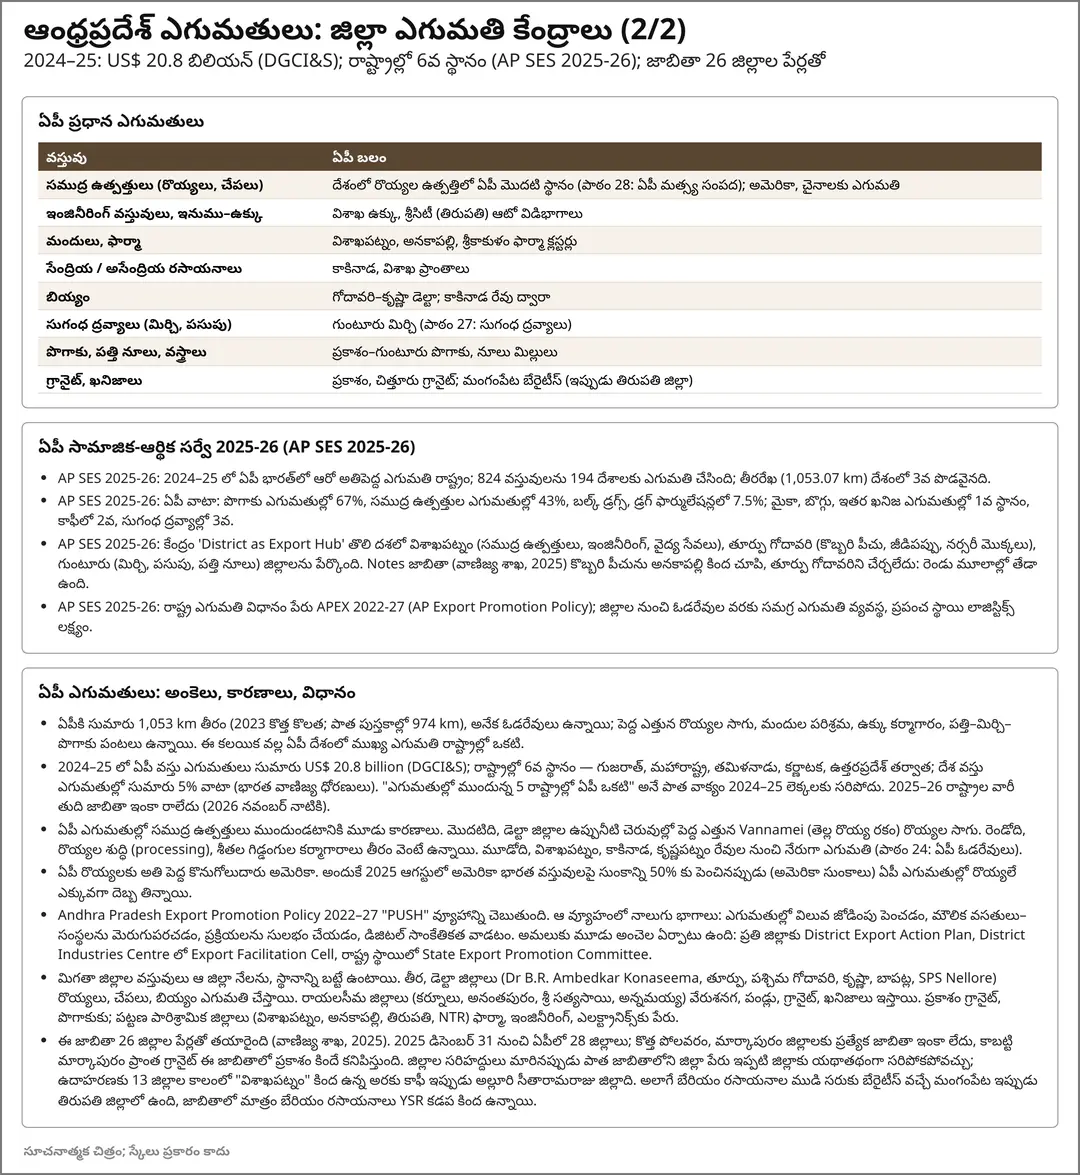 ఆంధ్రప్రదేశ్ ఎగుమతులు: జిల్లా ఎగుమతి కేంద్రాలు (2/2)
2024–25: US$ 20.8 బిలియన్ (DGCI&S); రాష్ట్రాల్లో 6వ స్థానం (AP SES 2025-26); జాబితా 26 జిల్లాల పేర్లతో
ఏపీ ప్రధాన ఎగుమతులు
వస్తువు ఏపీ బలం
సముద్ర ఉత్పత్తులు (రొయ్యలు, చేపలు) దేశంలో రొయ్యల ఉత్పత్తిలో ఏపీ మొదటి స్థానం (పాఠం 28: ఏపీ మత్స్య సంపద); అమెరికా, చైనాలకు ఎగుమతి
ఇంజినీరింగ్ వస్తువులు, ఇనుము–ఉక్కు విశాఖ ఉక్కు, శ్రీసిటీ (తిరుపతి) ఆటో విడిభాగాలు
మందులు, ఫార్మా విశాఖపట్నం, అనకాపల్లి, శ్రీకాకుళం ఫార్మా క్లస్టర్లు
సేంద్రియ / అసేంద్రియ రసాయనాలు కాకినాడ, విశాఖ ప్రాంతాలు
బియ్యం గోదావరి–కృష్ణా డెల్టా; కాకినాడ రేవు ద్వారా
సుగంధ ద్రవ్యాలు (మిర్చి, పసుపు) గుంటూరు మిర్చి (పాఠం 27: సుగంధ ద్రవ్యాలు)
పొగాకు, పత్తి నూలు, వస్త్రాలు ప్రకాశం–గుంటూరు పొగాకు, నూలు మిల్లులు
గ్రానైట్, ఖనిజాలు ప్రకాశం, చిత్తూరు గ్రానైట్; మంగంపేట బేరైటీస్ (ఇప్పుడు తిరుపతి జిల్లా)
ఏపీ సామాజిక-ఆర్థిక సర్వే 2025-26 (AP SES 2025-26)
• AP SES 2025-26: 2024–25 లో ఏపీ భారత్‌లో ఆరో అతిపెద్ద ఎగుమతి రాష్ట్రం; 824 వస్తువులను 194 దేశాలకు ఎగుమతి చేసింది; తీరరేఖ (1,053.07 km) దేశంలో 3వ పొడవైనది.
• AP SES 2025-26: ఏపీ వాటా: పొగాకు ఎగుమతుల్లో 67%, సముద్ర ఉత్పత్తుల ఎగుమతుల్లో 43%, బల్క్ డ్రగ్స్, డ్రగ్ ఫార్ములేషన్లలో 7.5%; మైకా, బొగ్గు, ఇతర ఖనిజ ఎగుమతుల్లో 1వ స్థానం,
కాఫీలో 2వ, సుగంధ ద్రవ్యాల్లో 3వ.
• AP SES 2025-26: కేంద్రం 'District as Export Hub' తొలి దశలో విశాఖపట్నం (సముద్ర ఉత్పత్తులు, ఇంజినీరింగ్, వైద్య సేవలు), తూర్పు గోదావరి (కొబ్బరి పీచు, జీడిపప్పు, నర్సరీ మొక్కలు),
గుంటూరు (మిర్చి, పసుపు, పత్తి నూలు) జిల్లాలను పేర్కొంది. Notes జాబితా (వాణిజ్య శాఖ, 2025) కొబ్బరి పీచును అనకాపల్లి కింద చూపి, తూర్పు గోదావరిని చేర్చలేదు: రెండు మూలాల్లో తేడా
ఉంది.
• AP SES 2025-26: రాష్ట్ర ఎగుమతి విధానం పేరు APEX 2022-27 (AP Export Promotion Policy); జిల్లాల నుంచి ఓడరేవుల వరకు సమగ్ర ఎగుమతి వ్యవస్థ, ప్రపంచ స్థాయి లాజిస్టిక్స్
లక్ష్యం.
ఏపీ ఎగుమతులు: అంకెలు, కారణాలు, విధానం
• ఏపీకి సుమారు 1,053 km తీరం (2023 కొత్త కొలత; పాత పుస్తకాల్లో 974 km), అనేక ఓడరేవులు ఉన్నాయి; పెద్ద ఎత్తున రొయ్యల సాగు, మందుల పరిశ్రమ, ఉక్కు కర్మాగారం, పత్తి–మిర్చి–
పొగాకు పంటలు ఉన్నాయి. ఈ కలయిక వల్ల ఏపీ దేశంలో ముఖ్య ఎగుమతి రాష్ట్రాల్లో ఒకటి.
• 2024–25 లో ఏపీ వస్తు ఎగుమతులు సుమారు US$ 20.8 billion (DGCI&S); రాష్ట్రాల్లో 6వ స్థానం — గుజరాత్, మహారాష్ట్ర, తమిళనాడు, కర్ణాటక, ఉత్తరప్రదేశ్ తర్వాత; దేశ వస్తు
ఎగుమతుల్లో సుమారు 5% వాటా (భారత వాణిజ్య ధోరణులు). "ఎగుమతుల్లో ముందున్న 5 రాష్ట్రాల్లో ఏపీ ఒకటి" అనే పాత వాక్యం 2024–25 లెక్కలకు సరిపోదు. 2025–26 రాష్ట్రాల వారీ
తుది జాబితా ఇంకా రాలేదు (2026 నవంబర్ నాటికి).
• ఏపీ ఎగుమతుల్లో సముద్ర ఉత్పత్తులు ముందుండటానికి మూడు కారణాలు. మొదటిది, డెల్టా జిల్లాల ఉప్పునీటి చెరువుల్లో పెద్ద ఎత్తున Vannamei (తెల్ల రొయ్య రకం) రొయ్యల సాగు. రెండోది,
రొయ్యల శుద్ధి (processing), శీతల గిడ్డంగుల కర్మాగారాలు తీరం వెంటే ఉన్నాయి. మూడోది, విశాఖపట్నం, కాకినాడ, కృష్ణపట్నం రేవుల నుంచి నేరుగా ఎగుమతి (పాఠం 24: ఏపీ ఓడరేవులు).
• ఏపీ రొయ్యలకు అతి పెద్ద కొనుగోలుదారు అమెరికా. అందుకే 2025 ఆగస్టులో అమెరికా భారత వస్తువులపై సుంకాన్ని 50% కు పెంచినప్పుడు (అమెరికా సుంకాలు) ఏపీ ఎగుమతుల్లో రొయ్యలే
ఎక్కువగా దెబ్బ తిన్నాయి.
• Andhra Pradesh Export Promotion Policy 2022–27 "PUSH" వ్యూహాన్ని చెబుతుంది. ఆ వ్యూహంలో నాలుగు భాగాలు: ఎగుమతుల్లో విలువ జోడింపు పెంచడం, మౌలిక వసతులు–
సంస్థలను మెరుగుపరచడం, ప్రక్రియలను సులభం చేయడం, డిజిటల్ సాంకేతికత వాడటం. అమలుకు మూడు అంచెల ఏర్పాటు ఉంది: ప్రతి జిల్లాకు District Export Action Plan, District
Industries Centre లో Export Facilitation Cell, రాష్ట్ర స్థాయిలో State Export Promotion Committee.
• మిగతా జిల్లాల వస్తువులు ఆ జిల్లా నేలను, స్థానాన్ని బట్టే ఉంటాయి. తీర, డెల్టా జిల్లాలు (Dr B.R. Ambedkar Konaseema, తూర్పు, పశ్చిమ గోదావరి, కృష్ణా, బాపట్ల, SPS Nellore)
రొయ్యలు, చేపలు, బియ్యం ఎగుమతి చేస్తాయి. రాయలసీమ జిల్లాలు (కర్నూలు, అనంతపురం, శ్రీ సత్యసాయి, అన్నమయ్య) వేరుశనగ, పండ్లు, గ్రానైట్, ఖనిజాలు ఇస్తాయి. ప్రకాశం గ్రానైట్,
పొగాకుకు; పట్టణ పారిశ్రామిక జిల్లాలు (విశాఖపట్నం, అనకాపల్లి, తిరుపతి, NTR) ఫార్మా, ఇంజినీరింగ్, ఎలక్ట్రానిక్స్‌కు పేరు.
• ఈ జాబితా 26 జిల్లాల పేర్లతో తయారైంది (వాణిజ్య శాఖ, 2025). 2025 డిసెంబర్ 31 నుంచి ఏపీలో 28 జిల్లాలు; కొత్త పోలవరం, మార్కాపురం జిల్లాలకు ప్రత్యేక జాబితా ఇంకా లేదు, కాబట్టి
మార్కాపురం ప్రాంత గ్రానైట్ ఈ జాబితాలో ప్రకాశం కిందే కనిపిస్తుంది. జిల్లాల సరిహద్దులు మారినప్పుడు పాత జాబితాలోని జిల్లా పేరు ఇప్పటి జిల్లాకు యథాతథంగా సరిపోకపోవచ్చు;
ఉదాహరణకు 13 జిల్లాల కాలంలో "విశాఖపట్నం" కింద ఉన్న అరకు కాఫీ ఇప్పుడు అల్లూరి సీతారామరాజు జిల్లాది. అలాగే బేరియం రసాయనాల ముడి సరుకు బేరైటీస్ వచ్చే మంగంపేట ఇప్పుడు
తిరుపతి జిల్లాలో ఉంది, జాబితాలో మాత్రం బేరియం రసాయనాలు YSR కడప కింద ఉన్నాయి.
సూచనాత్మక చిత్రం; స్కేలు ప్రకారం కాదు